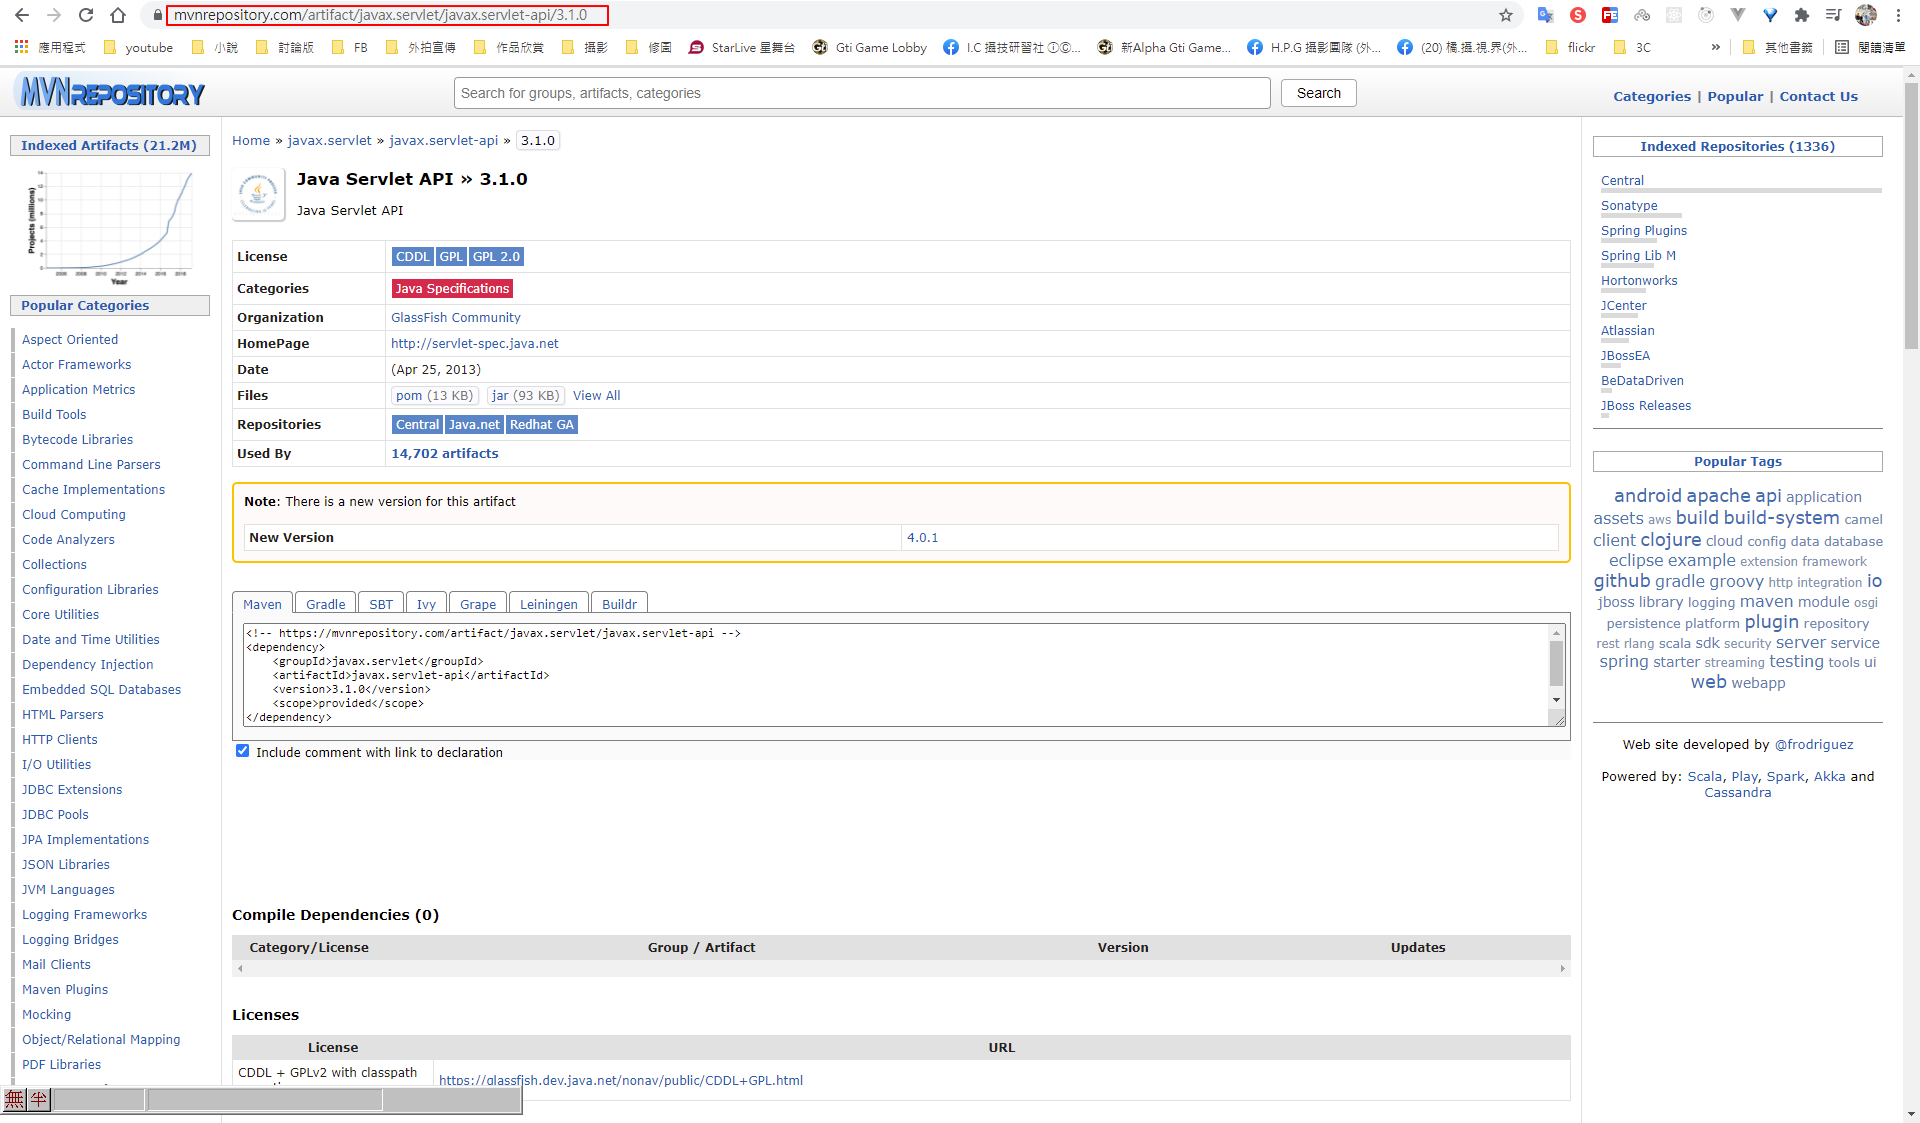 mvnrepository.com/artifact/javax.servlet/javax.servlet-api/3.1.0
應用程式 youtube 小說 討論版 FB 外拍宣傳 作品欣賞 攝影 修圖 StarLive 星舞台 Gti Game Lobby I.C 攝技研習社 ⒾⒸ... 新Alpha Gti Game... H.P.G 攝影團隊 (外... (20) 橋.攝.視.界(外... flickr 3C » 其他書籤 閱讀清單
MVNREPOSITORY
Search for groups, artifacts, categories
Search
Categories | Popular | Contact Us
Indexed Artifacts (21.2M)
Projects (millions)
Year
Popular Categories
Aspect Oriented
Actor Frameworks
Application Metrics
Build Tools
Bytecode Libraries
Command Line Parsers
Cache Implementations
Cloud Computing
Code Analyzers
Collections
Configuration Libraries
Core Utilities
Date and Time Utilities
Dependency Injection
Embedded SQL Databases
HTML Parsers
HTTP Clients
I/O Utilities
JDBC Extensions
JDBC Pools
JPA Implementations
JSON Libraries
JVM Languages
Logging Frameworks
Logging Bridges
Mail Clients
Maven Plugins
Mocking
Object/Relational Mapping
PDF Libraries
無 半
Home » javax.servlet » javax.servlet-api » 3.1.0
Java Servlet API » 3.1.0
Java Servlet API
License CDDL GPL GPL 2.0
Categories Java Specifications
Organization GlassFish Community
HomePage http://servlet-spec.java.net
Date (Apr 25, 2013)
Files pom (13 KB) jar (93 KB) View All
Repositories Central Java.net Redhat GA
Used By 14,702 artifacts
Note: There is a new version for this artifact
New Version 4.0.1
Maven Gradle SBT Ivy Grape Leiningen Buildr
<!-- https://mvnrepository.com/artifact/javax.servlet/javax.servlet-api -->
<dependency>
<groupId>javax.servlet</groupId>
<artifactId>javax.servlet-api</artifactId>
<version>3.1.0</version>
<scope>provided</scope>
</dependency>
Include comment with link to declaration
Compile Dependencies (0)
Category/License Group / Artifact Version Updates
Licenses
License URL
CDDL + GPLv2 with classpath
https://glassfish.dev.java.net/nonav/public/CDDL+GPL.html
Indexed Repositories (1336)
Central
Sonatype
Spring Plugins
Spring Lib M
Hortonworks
JCenter
Atlassian
JBossEA
BeDataDriven
JBoss Releases
Popular Tags
android apache api application
assets aws build build-system camel
client clojure cloud config data database
eclipse example extension framework
github gradle groovy http integration io
jboss library logging maven module osgi
persistence platform plugin repository
rest rlang scala sdk security server service
spring starter streaming testing tools ui
web webapp
Web site developed by @frodriguez
Powered by: Scala, Play, Spark, Akka and
Cassandra